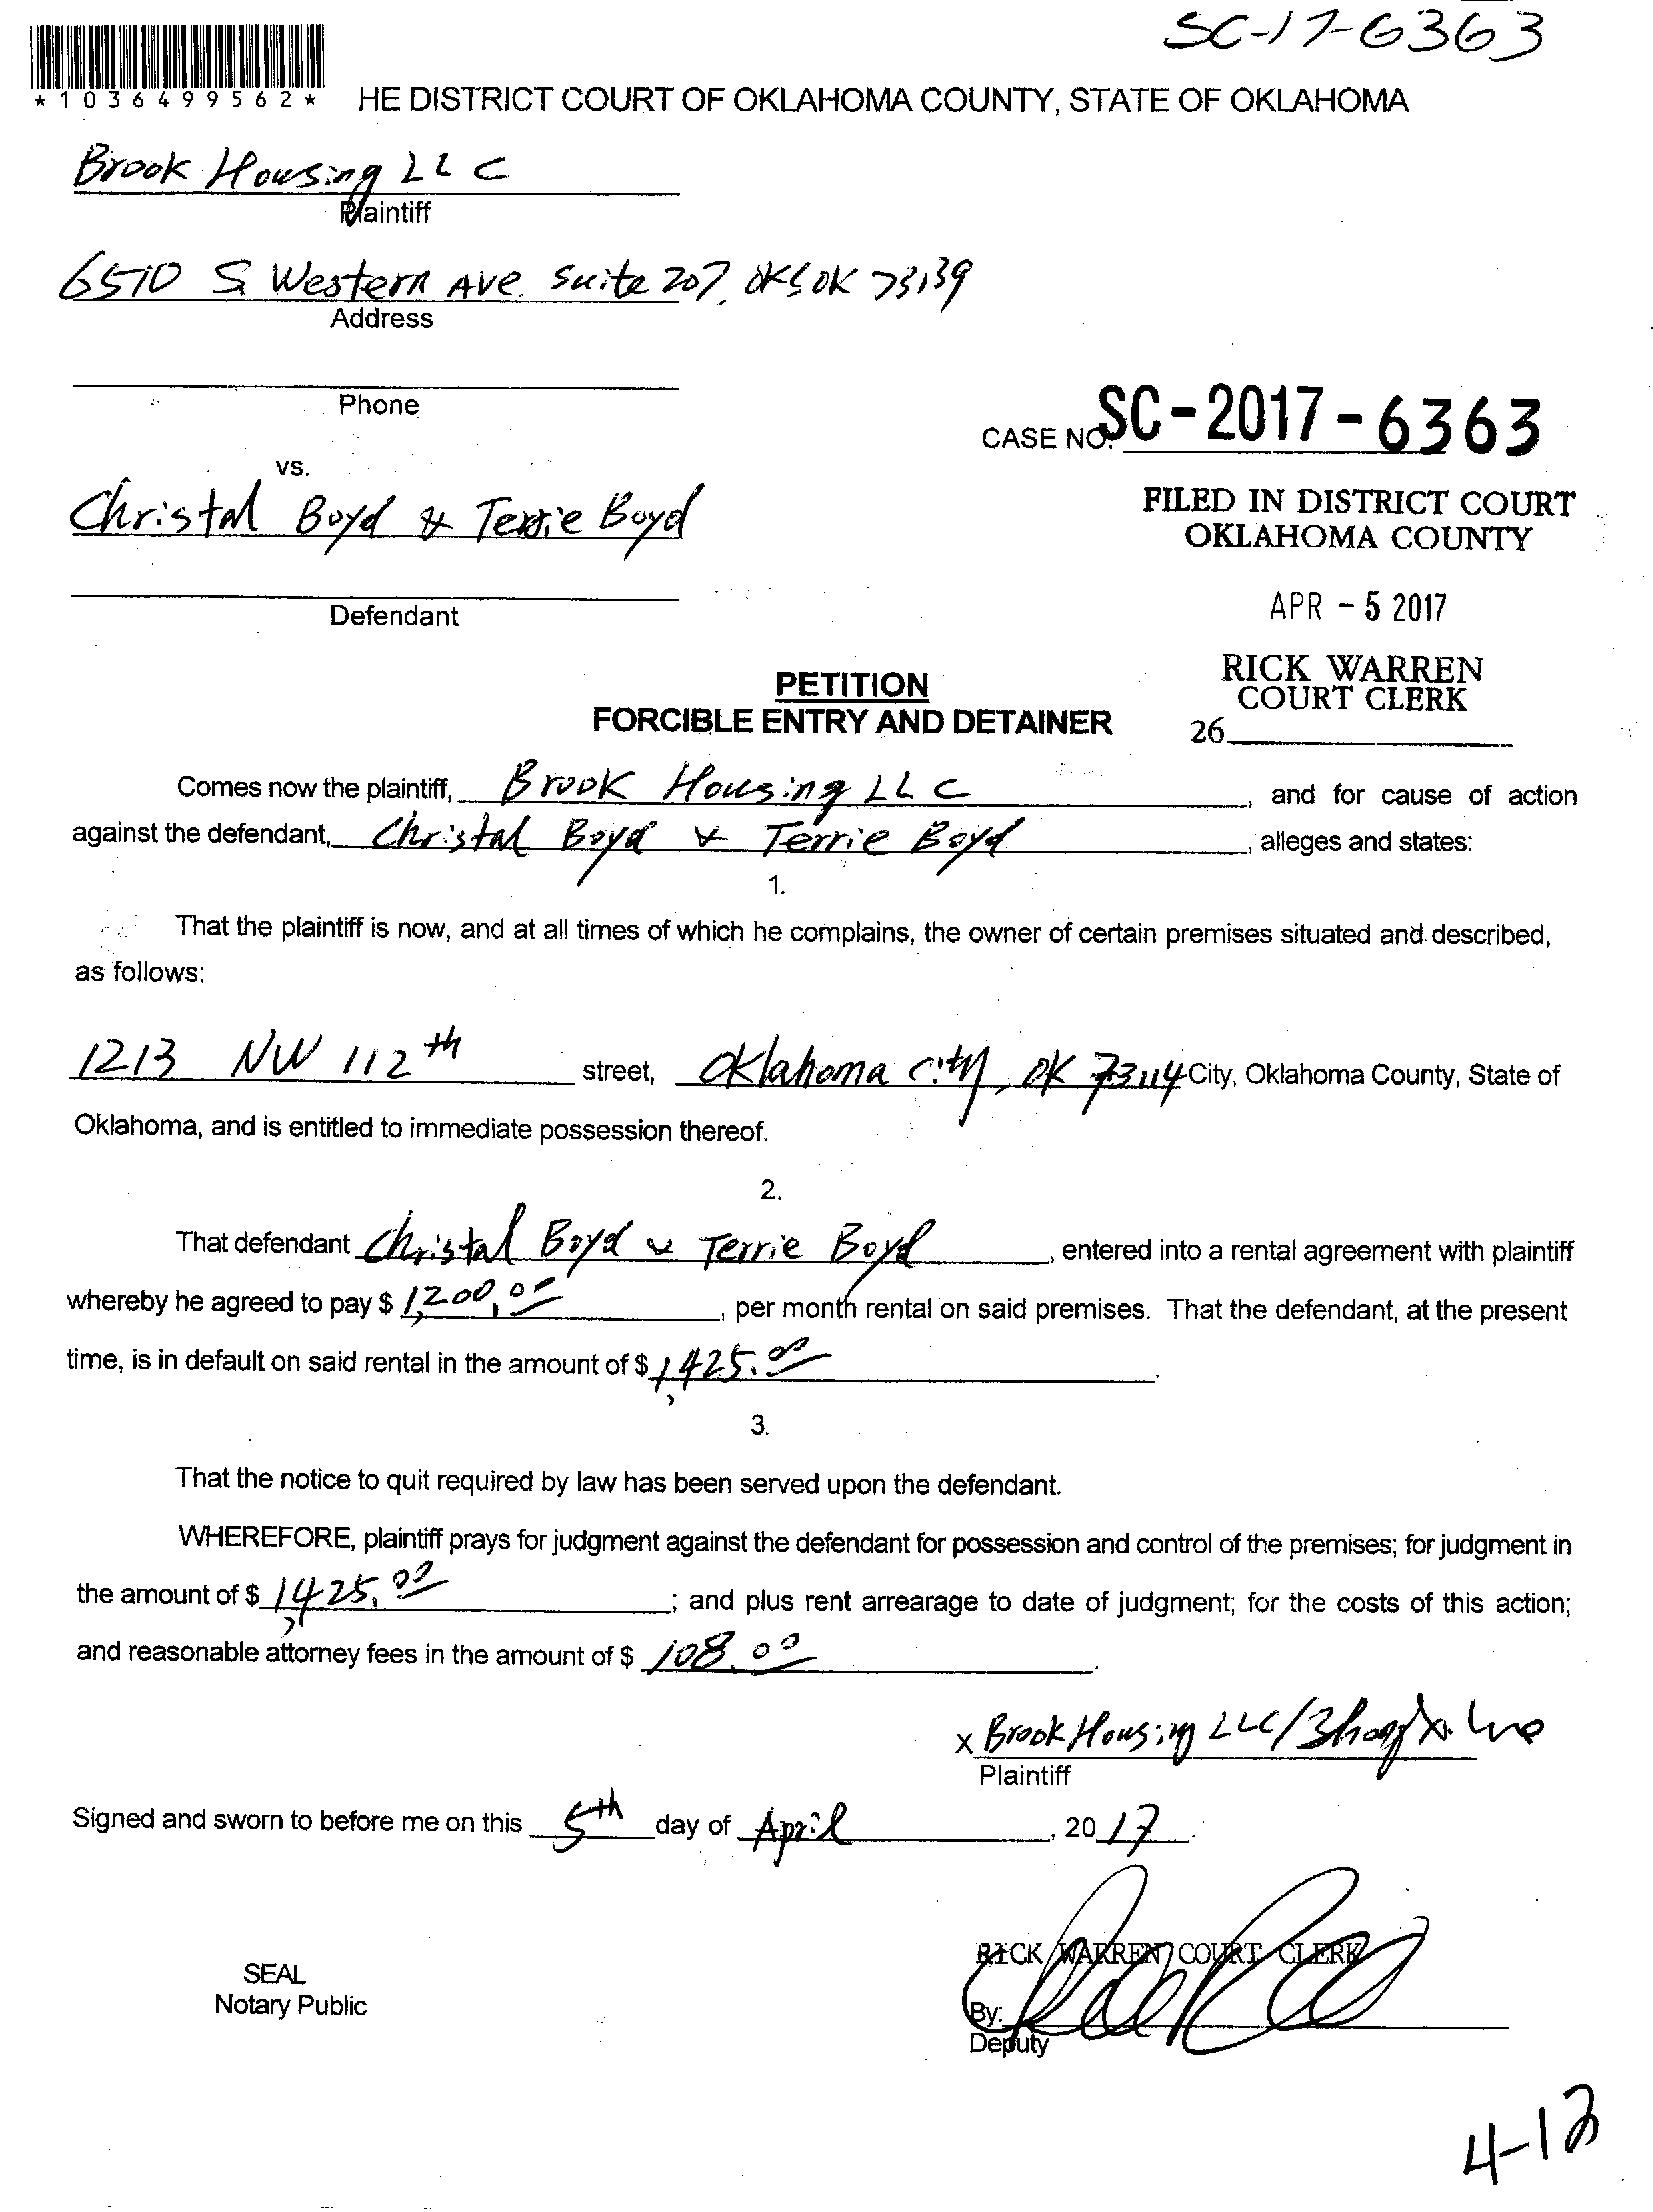 SC-17-6363
*1036499562*
HE DISTRICT COURT OF OKLAHOMA COUNTY, STATE OF OKLAHOMA
Brook Housing LLC
Plaintiff
6510 S Western Ave. Suite 207, OKC OK 73139
Address
Phone
CASE NO. SC-2017-6363
vs.
Christal Boyd & Terrie Boyd
FILED IN DISTRICT COURT
OKLAHOMA COUNTY
Defendant
APR - 5 2017
RICK WARREN
COURT CLERK
26
PETITION
FORCIBLE ENTRY AND DETAINER
Comes now the plaintiff, Brook Housing LLC, and for cause of action
against the defendant, Christal Boyd & Terrie Boyd, alleges and states:
1.
That the plaintiff is now, and at all times of which he complains, the owner of certain premises situated and described,
as follows:
1213 NW 112th street, Oklahoma City, OK 73114 City, Oklahoma County, State of
Oklahoma, and is entitled to immediate possession thereof.
2.
That defendant Christal Boyd & Terrie Boyd, entered into a rental agreement with plaintiff
whereby he agreed to pay $ 1,200.00, per month rental on said premises. That the defendant, at the present
time, is in default on said rental in the amount of $ 1,425.00.
3.
That the notice to quit required by law has been served upon the defendant.
WHEREFORE, plaintiff prays for judgment against the defendant for possession and control of the premises; for judgment in
the amount of $ 1,425.00; and plus rent arrearage to date of judgment; for the costs of this action;
and reasonable attorney fees in the amount of $ 108.00.
x Brook Housing LLC/
Plaintiff
Signed and sworn to before me on this 5th day of April, 2017.
RICK WARREN, COURT CLERK
SEAL
Notary Public
By:
Deputy
4-12